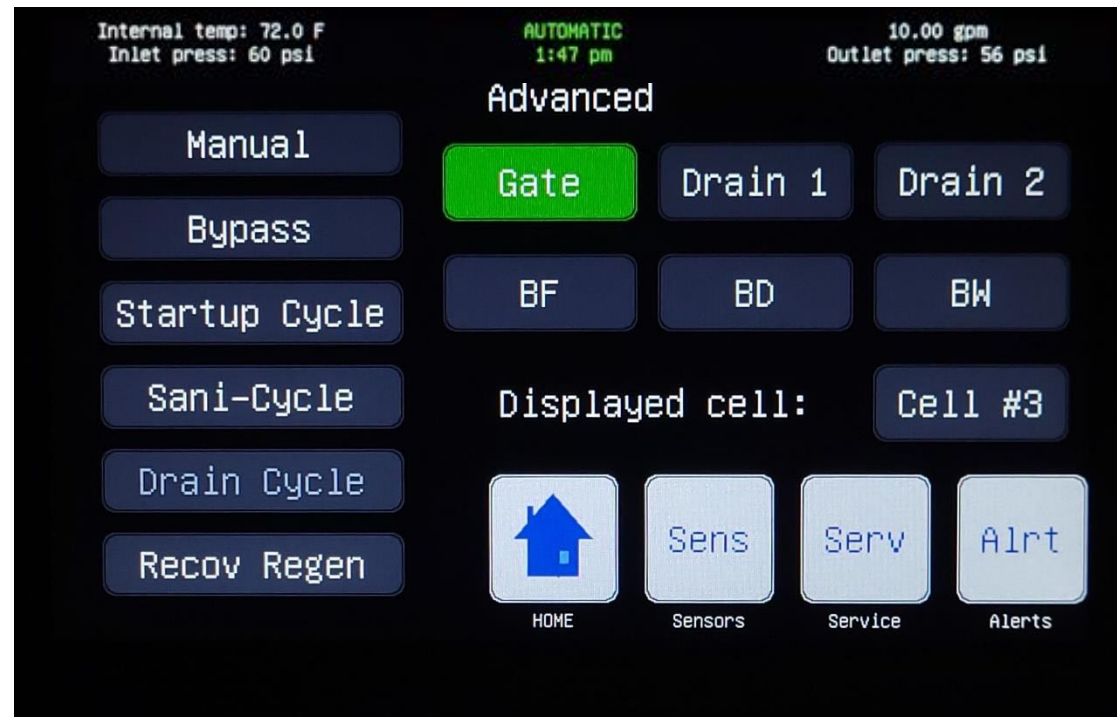 Internal temp: 72.0 F
Inlet press: 60 psi
AUTOMATIC
1:47 pm
10.00 gpm
Outlet press: 56 psi
Advanced
Manual
Bypass
Startup Cycle
Sani-Cycle
Drain Cycle
Recov Regen
Gate
Drain 1
Drain 2
BF
BD
BW
Displayed cell:
Cell #3
Sens
Serv
Alrt
HOME
Sensors
Service
Alerts